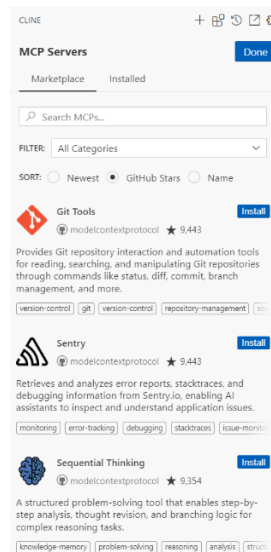 CLINE
MCP Servers
Done
Marketplace
Installed
Search MCPs...
FILTER: All Categories
SORT: Newest GitHub Stars Name
Git Tools
Install
modelcontextprotocol ★ 9,443
Provides Git repository interaction and automation tools
for reading, searching, and manipulating Git repositories
through commands like status, diff, commit, branch
management, and more.
version-control git version-control repository-management
Sentry
Install
modelcontextprotocol ★ 9,443
Retrieves and analyzes error reports, stacktraces, and
debugging information from Sentry.io, enabling AI
assistants to inspect and understand application issues.
monitoring error-tracking debugging stacktraces issue-monito
Sequential Thinking
Install
modelcontextprotocol ★ 9,354
A structured problem-solving tool that enables step-by-
step analysis, thought revision, and branching logic for
complex reasoning tasks.
knowledge-memory problem-solving reasoning analysis